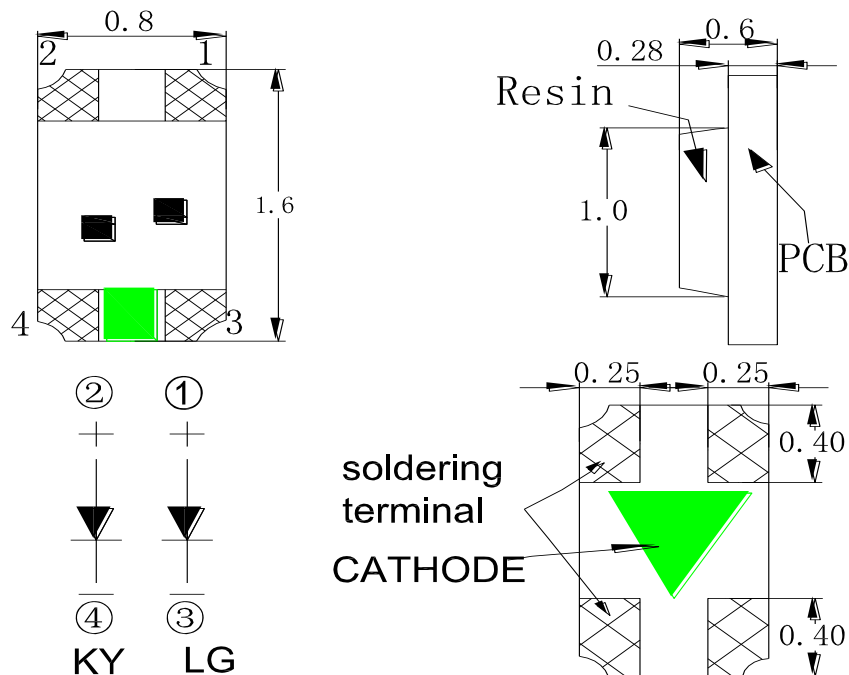 0.8
2 1
1.6
4 3
② ①
+ +
— —
④ ③
KY LG
0.6
0.28
Resin
1.0
PCB
0.25 0.25
0.40
soldering
terminal
CATHODE
0.40